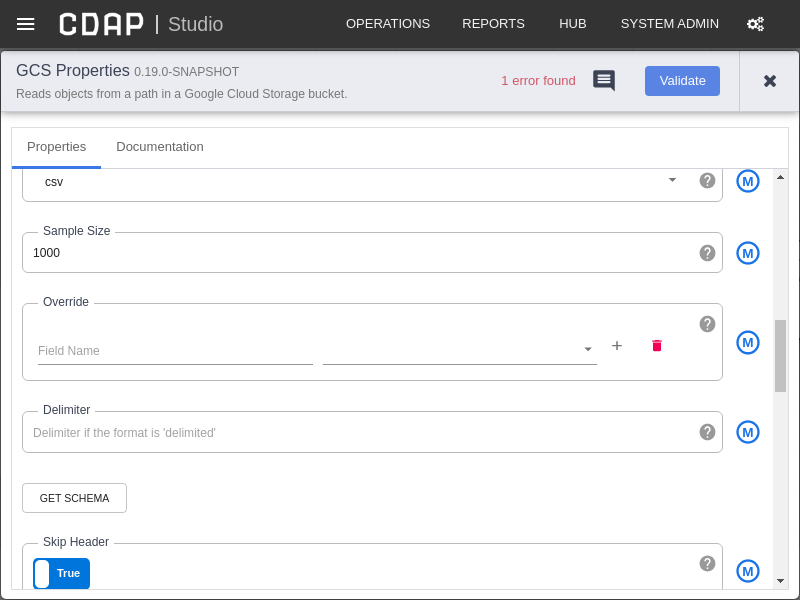 CDAP | Studio OPERATIONS REPORTS HUB SYSTEM ADMIN
GCS Properties 0.19.0-SNAPSHOT
Reads objects from a path in a Google Cloud Storage bucket.
1 error found
Validate
Properties Documentation
csv
? M
Sample Size
1000
? M
Override
Field Name
+
? M
Delimiter
Delimiter if the format is 'delimited'
? M
GET SCHEMA
Skip Header
True
? M